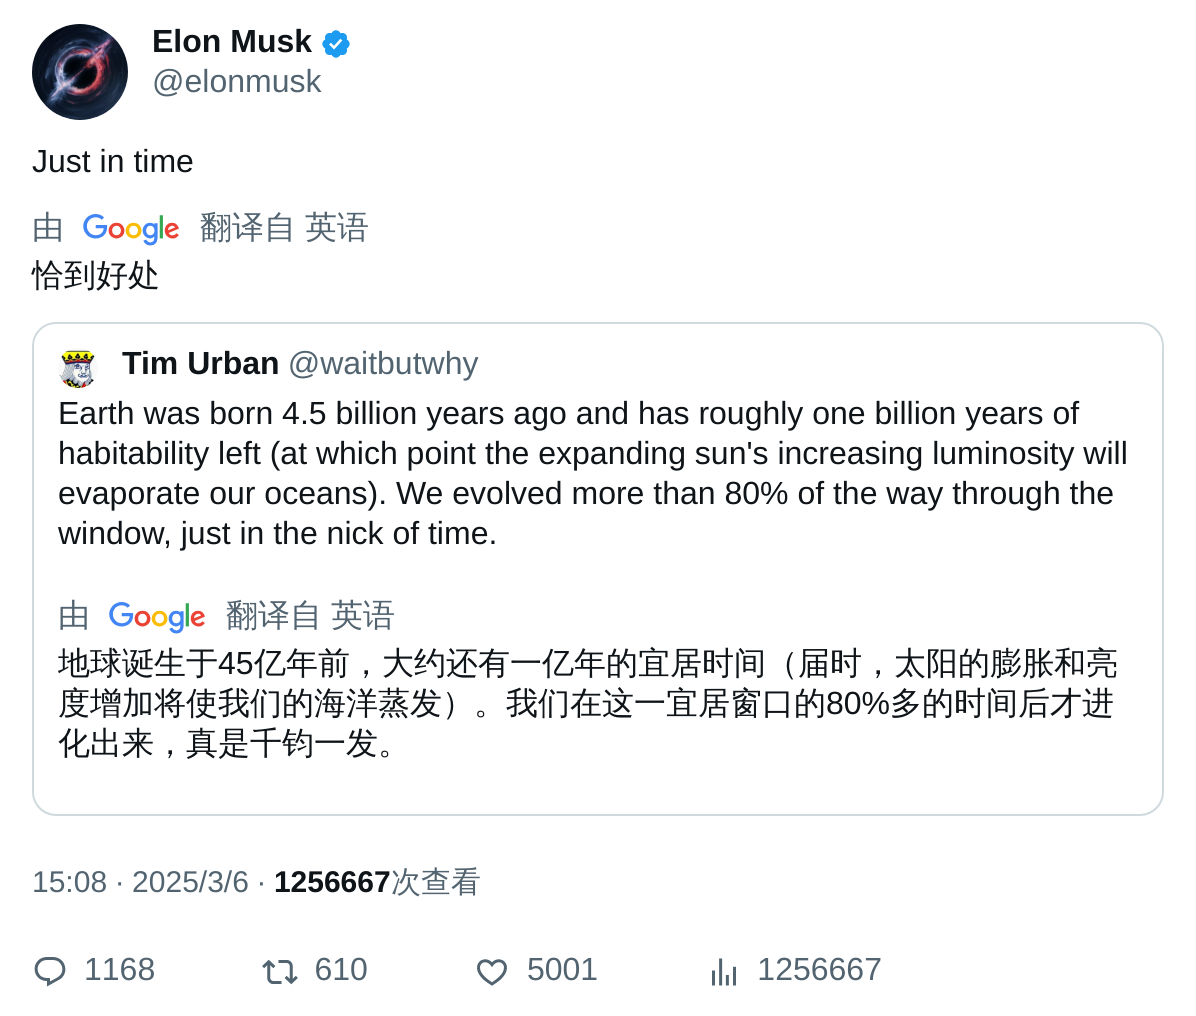 Elon Musk
@elonmusk
Just in time
由 Google 翻译自 英语
恰到好处
Tim Urban @waitbutwhy
Earth was born 4.5 billion years ago and has roughly one billion years of
habitability left (at which point the expanding sun's increasing luminosity will
evaporate our oceans). We evolved more than 80% of the way through the
window, just in the nick of time.
由 Google 翻译自 英语
地球诞生于45亿年前，大约还有一亿年的宜居时间（届时，太阳的膨胀和亮
度增加将使我们的海洋蒸发）。我们在这一宜居窗口的80%多的时间后才进
化出来，真是千钧一发。
15:08 · 2025/3/6 · 1256667次查看
1168 610 5001 1256667